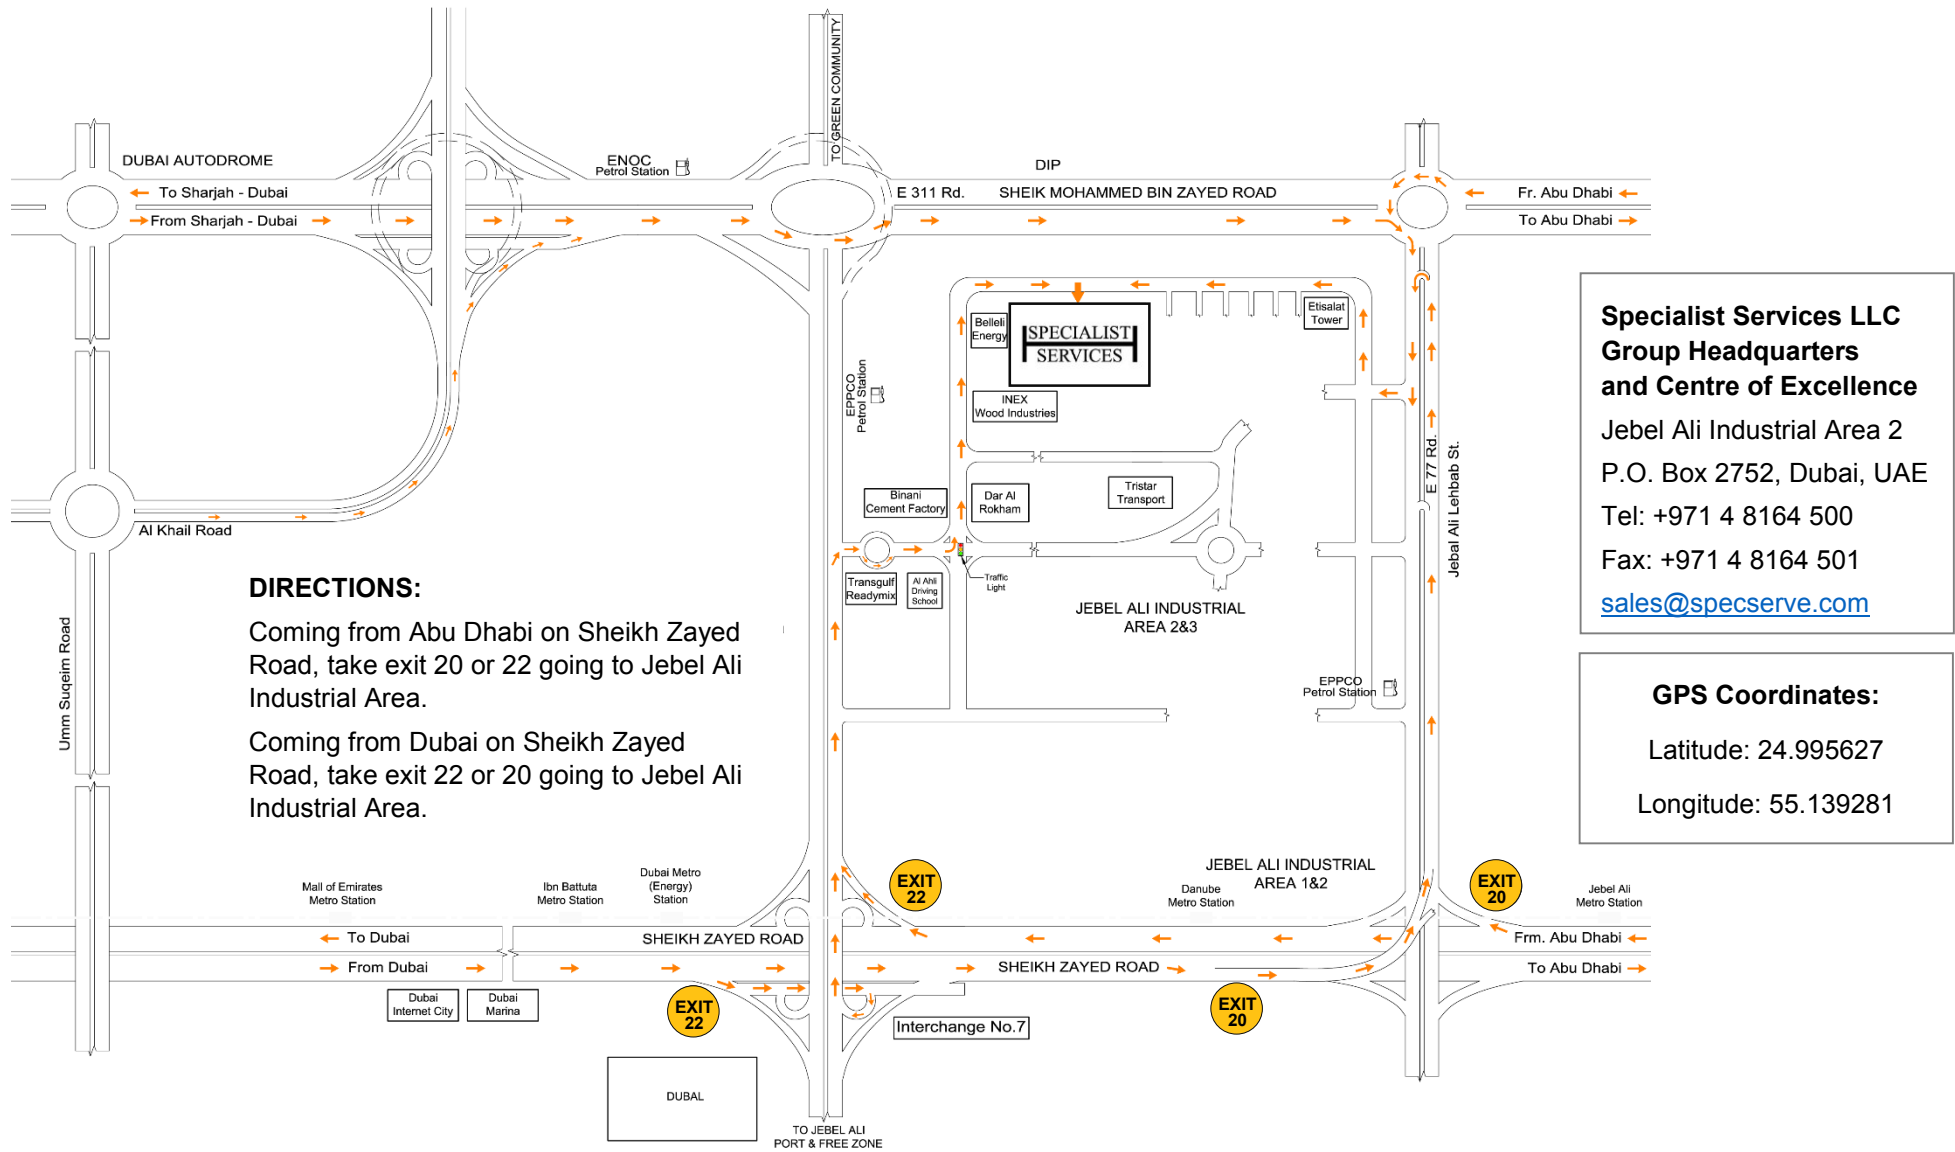 TO GREEN COMMUNITY
DUBAI AUTODROME
ENOC
Petrol Station
DIP
To Sharjah - Dubai
From Sharjah - Dubai
E 311 Rd.
SHEIK MOHAMMED BIN ZAYED ROAD
Fr. Abu Dhabi
To Abu Dhabi
Belleli
Energy
SPECIALIST
SERVICES
Etisalat
Tower
EPPCO
Petrol Station
INEX
Wood Industries
E 77 Rd.
Jebal Ali Lehbab St.
Binani
Cement Factory
Dar Al
Rokham
Tristar
Transport
Al Khail Road
Transgulf
Readymix
Al Ahli
Driving
School
Traffic
Light
JEBEL ALI INDUSTRIAL
AREA 2&3
Umm Suqeim Road
DIRECTIONS:
Coming from Abu Dhabi on Sheikh Zayed
Road, take exit 20 or 22 going to Jebel Ali
Industrial Area.
Coming from Dubai on Sheikh Zayed
Road, take exit 22 or 20 going to Jebel Ali
Industrial Area.
EPPCO
Petrol Station
Specialist Services LLC
Group Headquarters
and Centre of Excellence
Jebel Ali Industrial Area 2
P.O. Box 2752, Dubai, UAE
Tel: +971 4 8164 500
Fax: +971 4 8164 501
sales@specserve.com
GPS Coordinates:
Latitude: 24.995627
Longitude: 55.139281
Mall of Emirates
Metro Station
Ibn Battuta
Metro Station
Dubai Metro
(Energy)
Station
EXIT
22
JEBEL ALI INDUSTRIAL
AREA 1&2
Danube
Metro Station
EXIT
20
Jebel Ali
Metro Station
To Dubai
SHEIKH ZAYED ROAD
Frm. Abu Dhabi
From Dubai
SHEIKH ZAYED ROAD
To Abu Dhabi
Dubai
Internet City
Dubai
Marina
EXIT
22
EXIT
20
Interchange No.7
DUBAL
TO JEBEL ALI
PORT & FREE ZONE